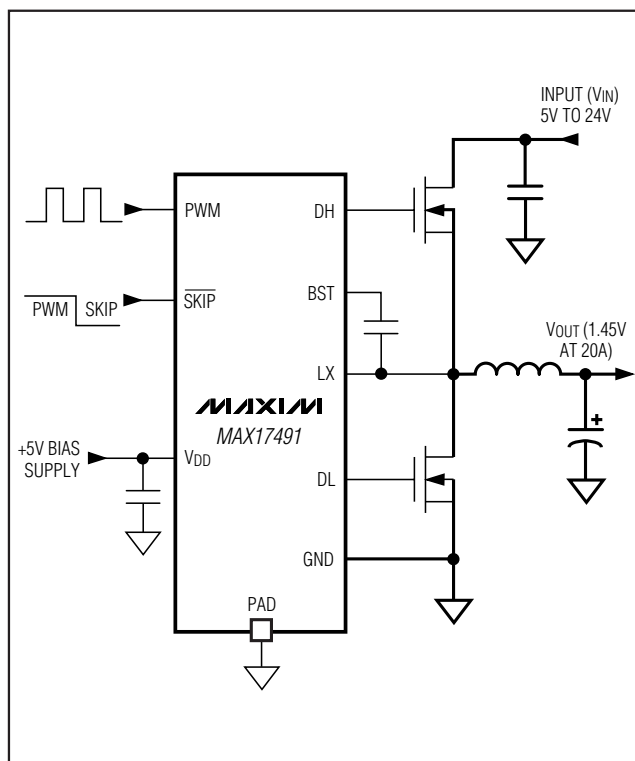 INPUT (VIN)
5V TO 24V
PWM
DH
BST
PWM SKIP
SKIP
VOUT (1.45V
AT 20A)
LX
MAXIM
MAX17491
+5V BIAS
SUPPLY
VDD
DL
GND
PAD